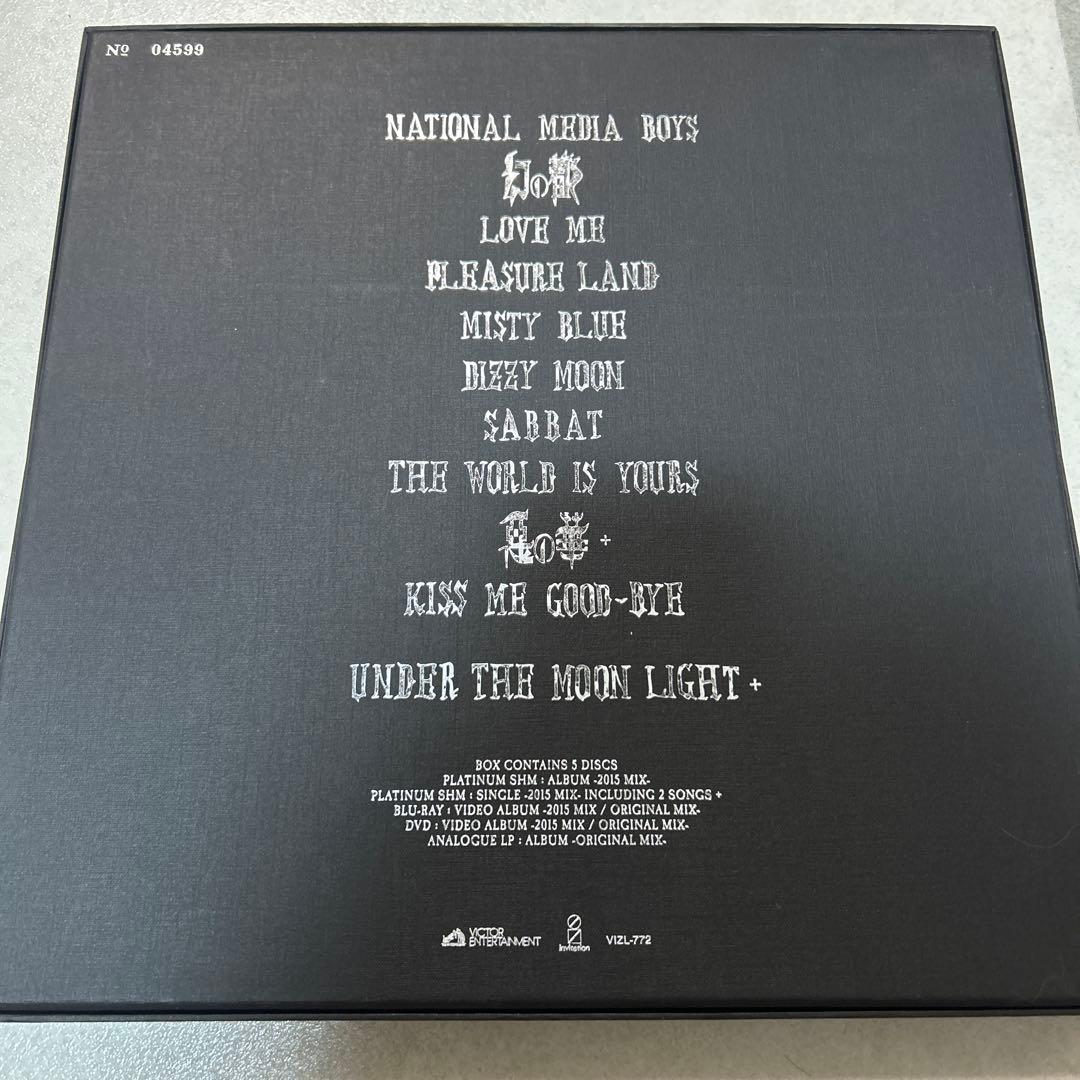 Nº 04599
NATIONAL MEDIA BOYS
幻の都
LOVE ME
PLEASURE LAND
MISTY BLUE
DIZZY MOON
SABBAT
THE WORLD IS YOURS
悪の華 +
KISS ME GOOD-BYE
UNDER THE MOON LIGHT +
BOX CONTAINS 5 DISCS
PLATINUM SHM : ALBUM -2015 MIX-
PLATINUM SHM : SINGLE -2015 MIX- INCLUDING 2 SONGS +
BLU-RAY : VIDEO ALBUM -2015 MIX / ORIGINAL MIX-
DVD : VIDEO ALBUM -2015 MIX / ORIGINAL MIX-
ANALOGUE LP : ALBUM -ORIGINAL MIX-
VICTOR
ENTERTAINMENT
Invitation
VIZL-772